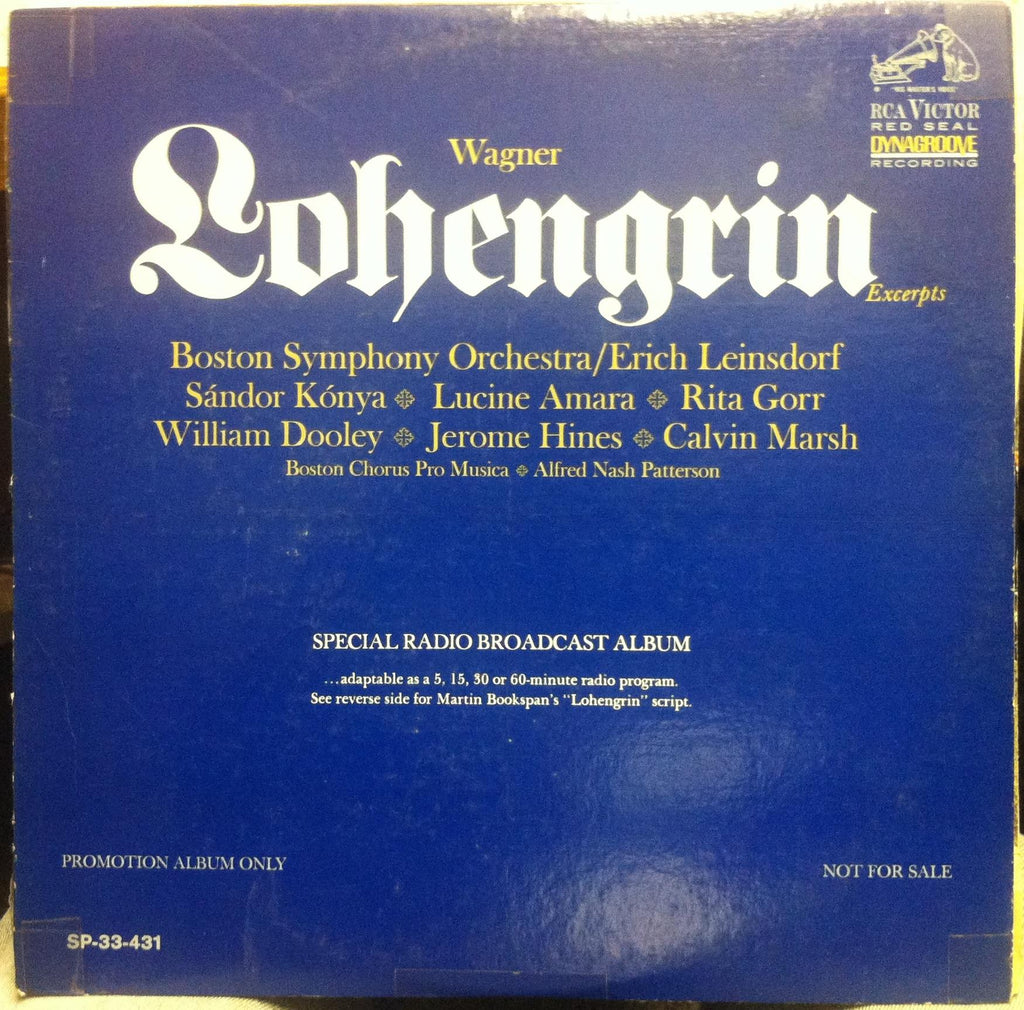 "HIS MASTER'S VOICE"
RCA VICTOR
RED SEAL
DYNAGROOVE
RECORDING
Wagner
Lohengrin
Excerpts
Boston Symphony Orchestra/Erich Leinsdorf
Sándor Kónya Lucine Amara Rita Gorr
William Dooley Jerome Hines Calvin Marsh
Boston Chorus Pro Musica Alfred Nash Patterson
SPECIAL RADIO BROADCAST ALBUM
...adaptable as a 5, 15, 30 or 60-minute radio program.
See reverse side for Martin Bookspan's "Lohengrin" script.
PROMOTION ALBUM ONLY
NOT FOR SALE
SP-33-431